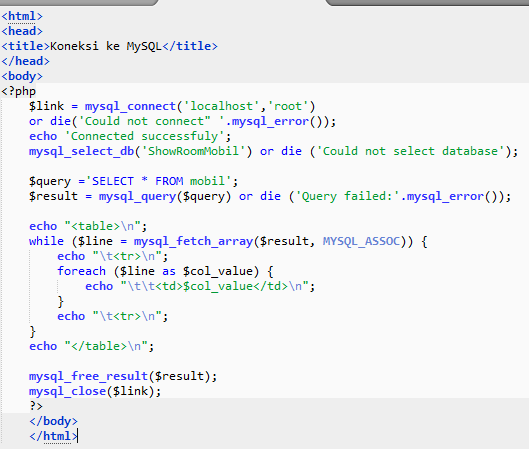 <html>
<head>
<title>Koneksi ke MySQL</title>
</head>
<body>
<?php
    $link = mysql_connect('localhost','root')
    or die('Could not connect" '.mysql_error());
    echo 'Connected successfuly';
    mysql_select_db('ShowRoomMobil') or die ('Could not select database');

    $query ='SELECT * FROM mobil';
    $result = mysql_query($query) or die ('Query failed:'.mysql_error());

    echo "<table>\n";
    while ($line = mysql_fetch_array($result, MYSQL_ASSOC)) {
        echo "\t<tr>\n";
        foreach ($line as $col_value) {
            echo "\t\t<td>$col_value</td>\n";
        }
        echo "\t<tr>\n";
    }
    echo "</table>\n";

    mysql_free_result($result);
    mysql_close($link);
    ?>
    </body>
    </html>